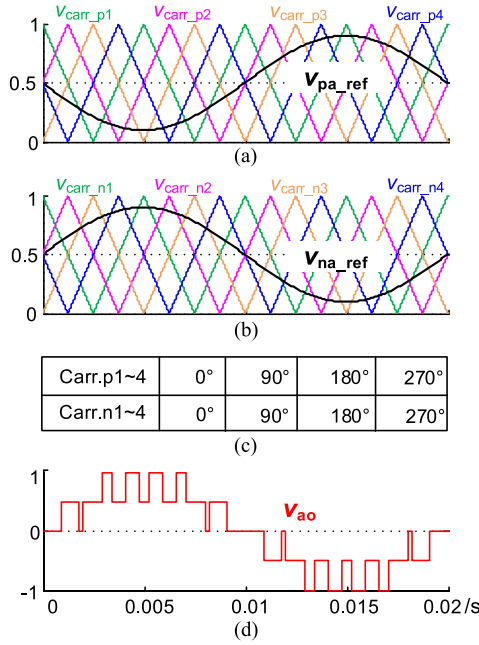 v_carr_p1 v_carr_p2 v_carr_p3 v_carr_p4
1
0.5
v_pa_ref
0
(a)
v_carr_n1 v_carr_n2 v_carr_n3 v_carr_n4
1
0.5
v_na_ref
0
(b)
Carr.p1~4 0° 90° 180° 270°
Carr.n1~4 0° 90° 180° 270°
(c)
1
v_ao
0
-1
0 0.005 0.01 0.015 0.02/s
(d)